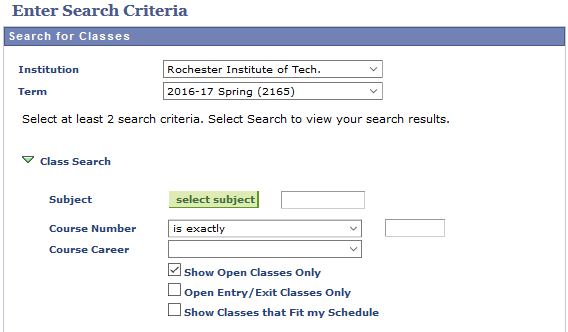 Enter Search Criteria
Search for Classes
Institution Rochester Institute of Tech.
Term 2016-17 Spring (2165)
Select at least 2 search criteria. Select Search to view your search results.
Class Search
Subject select subject
Course Number is exactly
Course Career
Show Open Classes Only
Open Entry/Exit Classes Only
Show Classes that Fit my Schedule